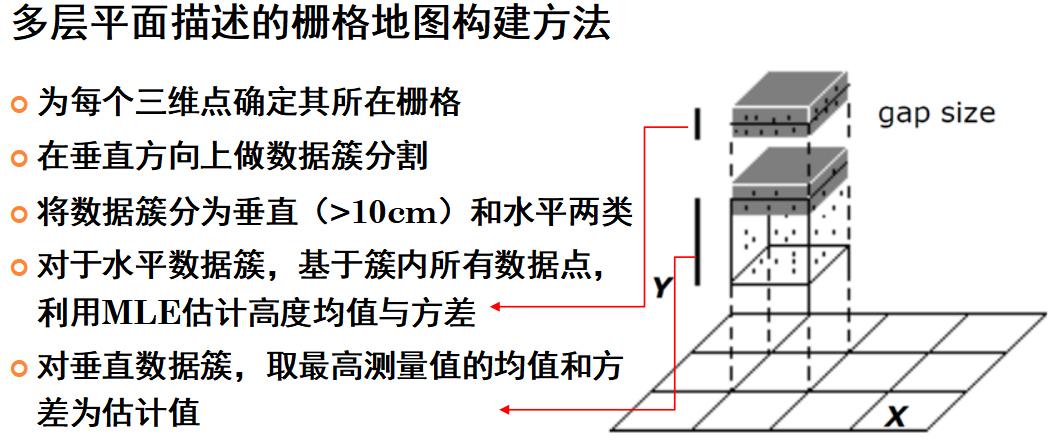 多层平面描述的栅格地图构建方法
为每个三维点确定其所在栅格
在垂直方向上做数据簇分割
将数据簇分为垂直（>10cm）和水平两类
对于水平数据簇，基于簇内所有数据点，
利用MLE估计高度均值与方差
对垂直数据簇，取最高测量值的均值和方
差为估计值
gap size
Y
X